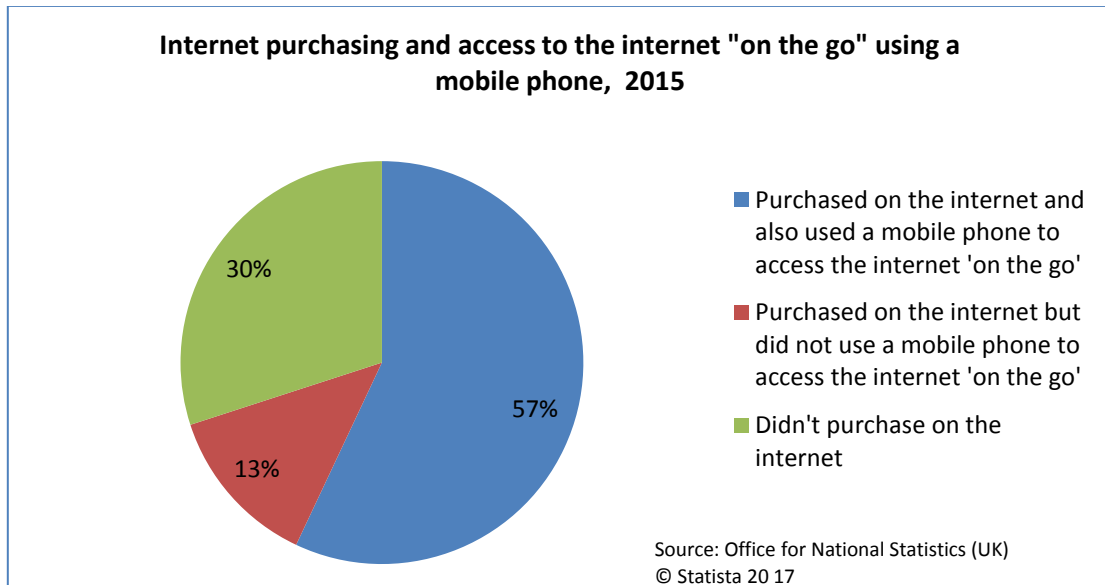 Internet purchasing and access to the internet "on the go" using a
mobile phone,  2015
30%
57%
13%
Purchased on the internet and
also used a mobile phone to
access the internet 'on the go'
Purchased on the internet but
did not use a mobile phone to
access the internet 'on the go'
Didn't purchase on the
internet
Source: Office for National Statistics (UK)
© Statista 20 17